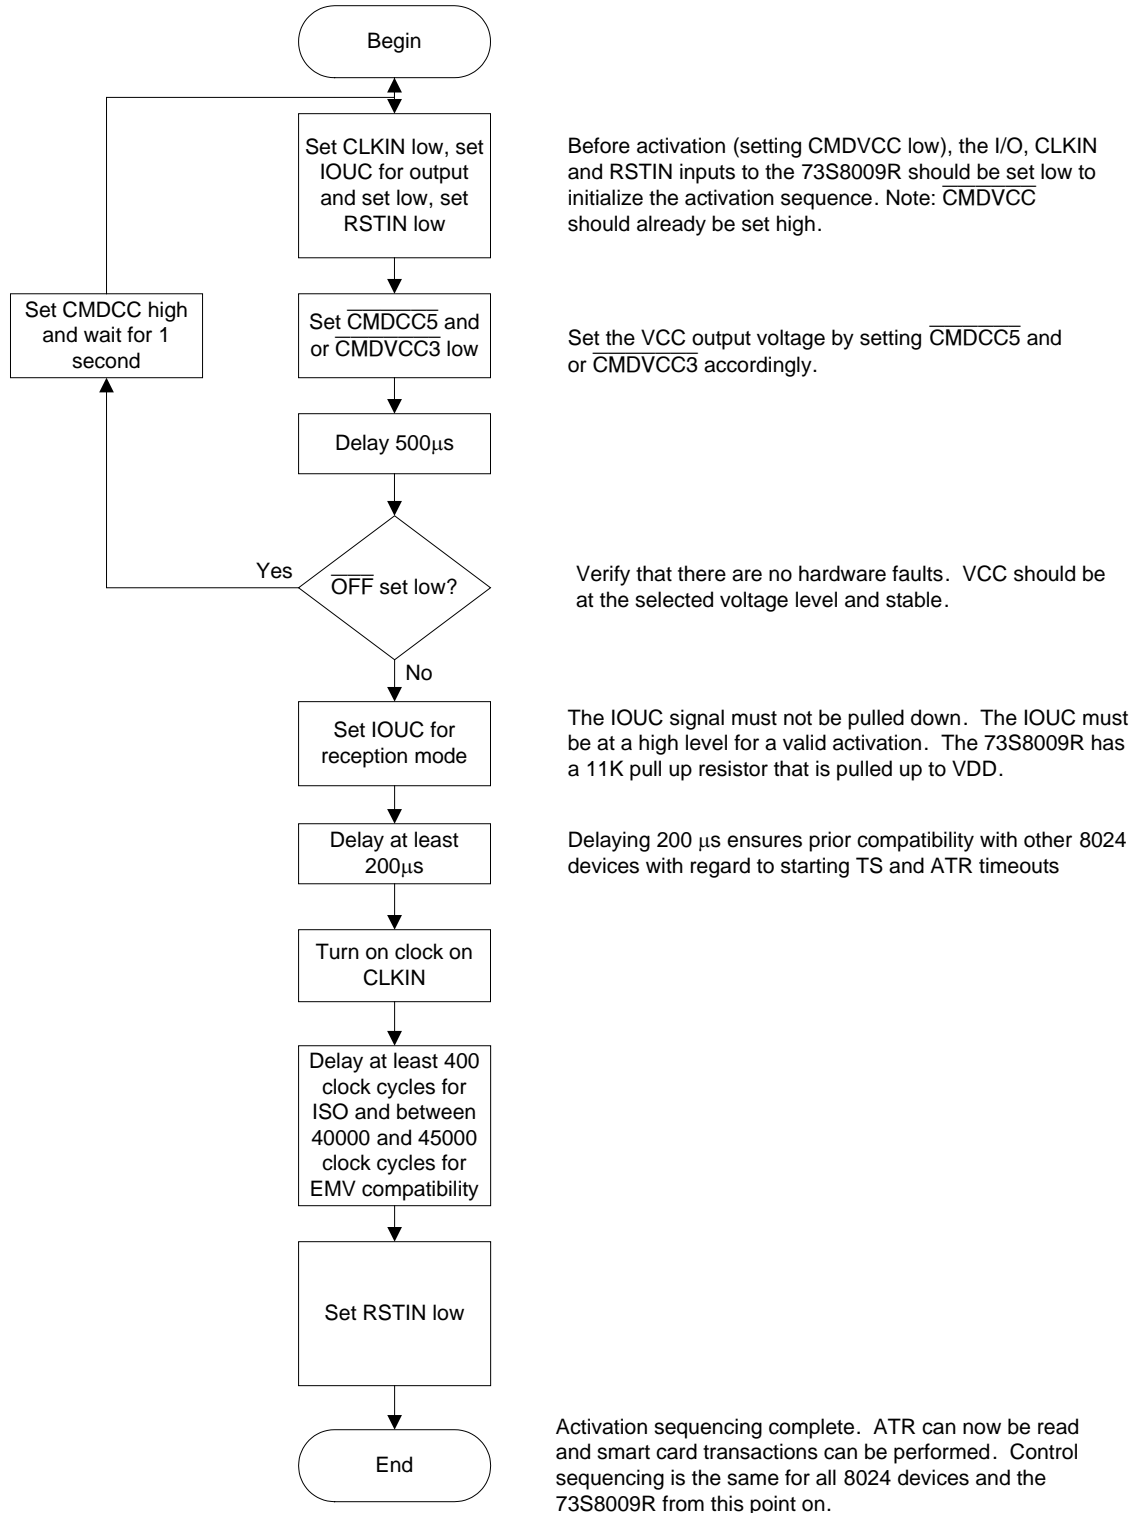 Begin
Set CLKIN low, set
IOUC for output
and set low, set
RSTIN low
Before activation (setting CMDVCC low), the I/O, CLKIN
and RSTIN inputs to the 73S8009R should be set low to
initialize the activation sequence. Note: C̅M̅D̅V̅C̅C̅
should already be set high.
Set CMDCC high
and wait for 1
second
Set C̅M̅D̅C̅C̅5̅ and
or C̅M̅D̅V̅C̅C̅3̅ low
Set the VCC output voltage by setting C̅M̅D̅C̅C̅5̅ and
or C̅M̅D̅V̅C̅C̅3̅ accordingly.
Delay 500μs
Yes
O̅F̅F̅ set low?
Verify that there are no hardware faults. VCC should be
at the selected voltage level and stable.
No
Set IOUC for
reception mode
The IOUC signal must not be pulled down. The IOUC must
be at a high level for a valid activation. The 73S8009R has
a 11K pull up resistor that is pulled up to VDD.
Delay at least
200μs
Delaying 200 μs ensures prior compatibility with other 8024
devices with regard to starting TS and ATR timeouts
Turn on clock on
CLKIN
Delay at least 400
clock cycles for
ISO and between
40000 and 45000
clock cycles for
EMV compatibility
Set RSTIN low
End
Activation sequencing complete. ATR can now be read
and smart card transactions can be performed. Control
sequencing is the same for all 8024 devices and the
73S8009R from this point on.